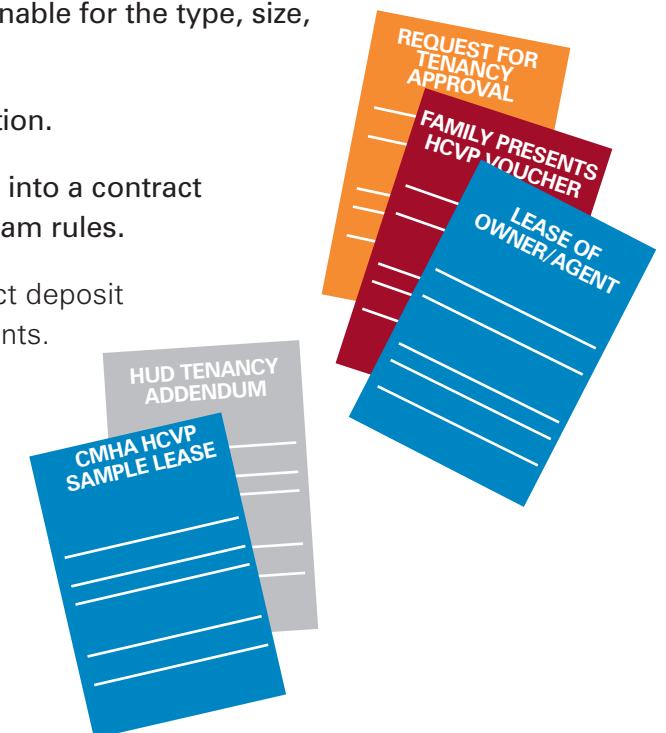 nable for the type, size,
tion.
into a contract
am rules.
ct deposit
nts.
REQUEST FOR
TENANCY
APPROVAL
FAMILY PRESENTS
HCVP VOUCHER
LEASE OF
OWNER/AGENT
HUD TENANCY
ADDENDUM
CMHA HCVP
SAMPLE LEASE